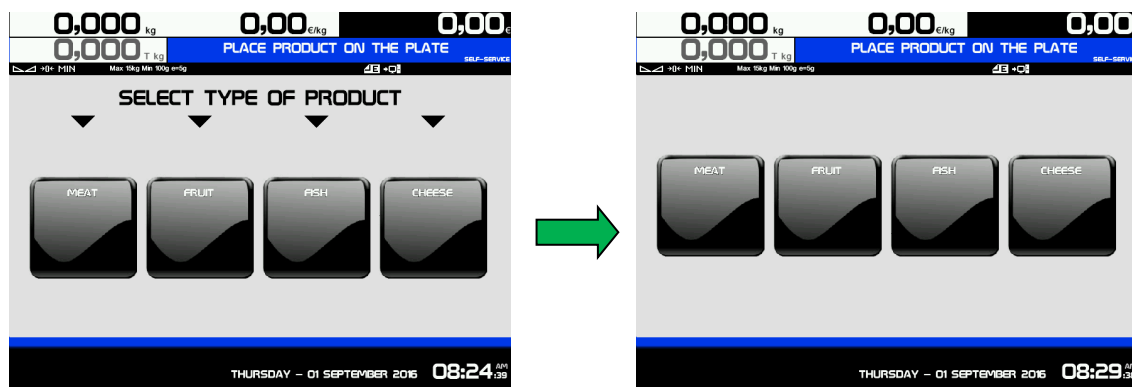 0,000 kg 0,00 €/kg 0,00 €
0,000 T kg PLACE PRODUCT ON THE PLATE
SELF-SERVICE
→0← MIN Max 15kg Min 100g e=5g E
SELECT TYPE OF PRODUCT
MEAT FRUIT FISH CHEESE
THURSDAY - 01 SEPTEMBER 2016 08:24:39 AM
0,000 kg 0,00 €/kg 0,00
0,000 T kg PLACE PRODUCT ON THE PLATE
SELF-SERVI
→0← MIN Max 15kg Min 100g e=5g E
MEAT FRUIT FISH CHEESE
THURSDAY - 01 SEPTEMBER 2016 08:29